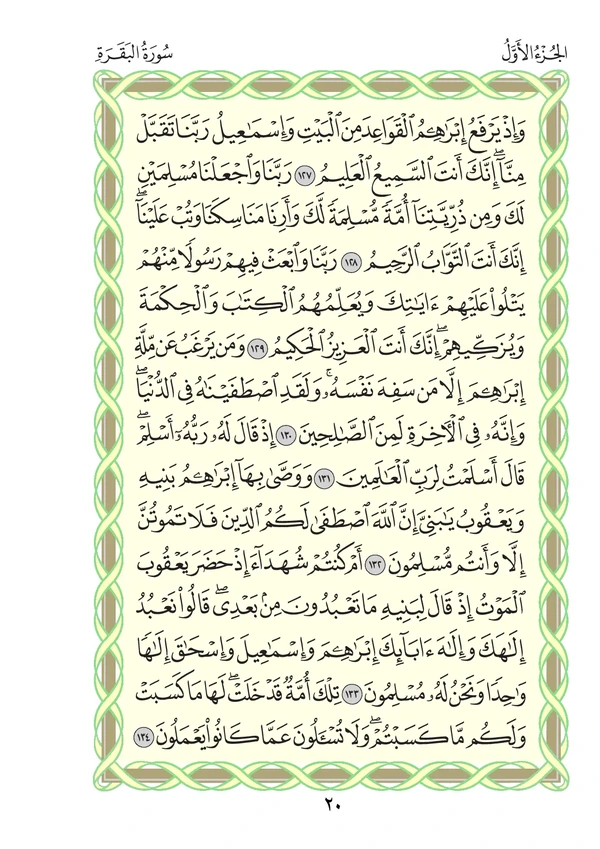 الجُزْءُ الأَوَّلُ
سُورَةُ البَقَرَةِ
وَإِذْ يَرْفَعُ إِبْرَٰهِـۧمُ ٱلْقَوَاعِدَ مِنَ ٱلْبَيْتِ وَإِسْمَٰعِيلُ رَبَّنَا تَقَبَّلْ
مِنَّآۖ إِنَّكَ أَنتَ ٱلسَّمِيعُ ٱلْعَلِيمُ ١٢٧ رَبَّنَا وَٱجْعَلْنَا مُسْلِمَيْنِ
لَكَ وَمِن ذُرِّيَّتِنَآ أُمَّةً مُّسْلِمَةً لَّكَ وَأَرِنَا مَنَاسِكَنَا وَتُبْ عَلَيْنَآۖ
إِنَّكَ أَنتَ ٱلتَّوَّابُ ٱلرَّحِيمُ ١٢٨ رَبَّنَا وَٱبْعَثْ فِيهِمْ رَسُولًا مِّنْهُمْ
يَتْلُوا۟ عَلَيْهِمْ ءَايَٰتِكَ وَيُعَلِّمُهُمُ ٱلْكِتَٰبَ وَٱلْحِكْمَةَ
وَيُزَكِّيهِمْۖ إِنَّكَ أَنتَ ٱلْعَزِيزُ ٱلْحَكِيمُ ١٢٩ وَمَن يَرْغَبُ عَن مِّلَّةِ
إِبْرَٰهِـۧمَ إِلَّا مَن سَفِهَ نَفْسَهُۥۚ وَلَقَدِ ٱصْطَفَيْنَٰهُ فِى ٱلدُّنْيَاۖ
وَإِنَّهُۥ فِى ٱلْءَاخِرَةِ لَمِنَ ٱلصَّٰلِحِينَ ١٣٠ إِذْ قَالَ لَهُۥ رَبُّهُۥٓ أَسْلِمْۖ
قَالَ أَسْلَمْتُ لِرَبِّ ٱلْعَٰلَمِينَ ١٣١ وَوَصَّىٰ بِهَآ إِبْرَٰهِـۧمُ بَنِيهِ
وَيَعْقُوبُ يَٰبَنِىَّ إِنَّ ٱللَّهَ ٱصْطَفَىٰ لَكُمُ ٱلدِّينَ فَلَا تَمُوتُنَّ
إِلَّا وَأَنتُم مُّسْلِمُونَ ١٣٢ أَمْ كُنتُمْ شُهَدَآءَ إِذْ حَضَرَ يَعْقُوبَ
ٱلْمَوْتُ إِذْ قَالَ لِبَنِيهِ مَا تَعْبُدُونَ مِنۢ بَعْدِىۖ قَالُوا۟ نَعْبُدُ
إِلَٰهَكَ وَإِلَٰهَ ءَابَآئِكَ إِبْرَٰهِـۧمَ وَإِسْمَٰعِيلَ وَإِسْحَٰقَ إِلَٰهًا
وَٰحِدًا وَنَحْنُ لَهُۥ مُسْلِمُونَ ١٣٣ تِلْكَ أُمَّةٌ قَدْ خَلَتْۖ لَهَا مَا كَسَبَتْ
وَلَكُم مَّا كَسَبْتُمْۖ وَلَا تُسْـَٔلُونَ عَمَّا كَانُوا۟ يَعْمَلُونَ ١٣٤
٢٠